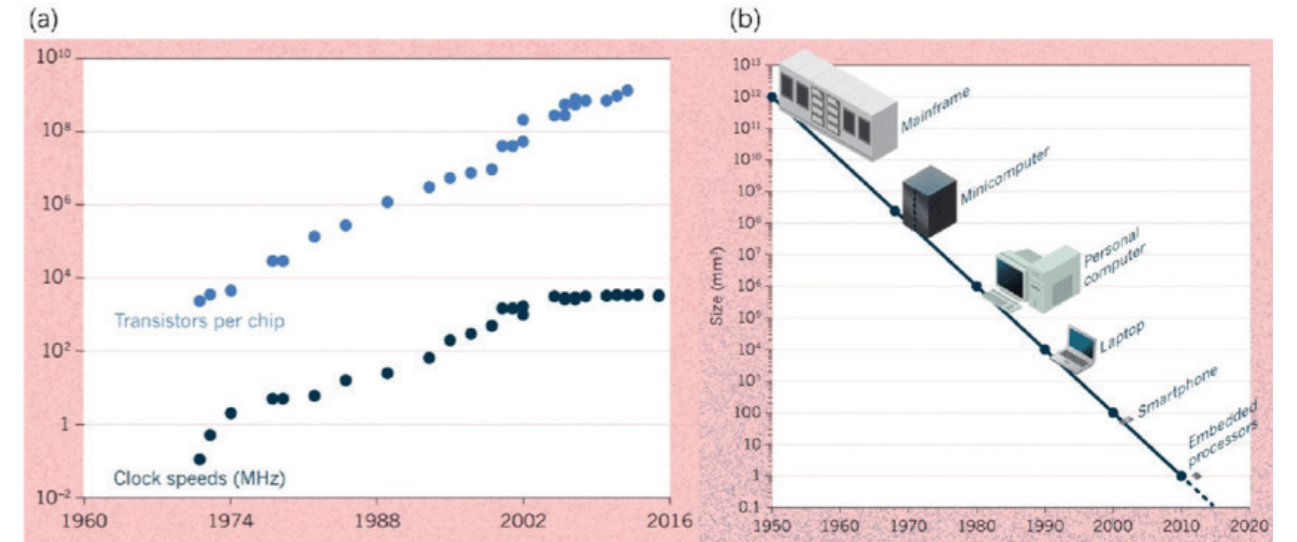 (a)
(b)
10¹⁰
10⁸
10⁶
10⁴
10²
1
10⁻²
Transistors per chip
Clock speeds (MHz)
1960
1974
1988
2002
2016
Size (mm³)
10¹³
10¹²
10¹¹
10¹⁰
10⁹
10⁸
10⁷
10⁶
10⁵
10⁴
10³
100
10
1
0.1
Mainframe
Minicomputer
Personal
computer
Laptop
Smartphone
Embedded
processors
1950
1960
1970
1980
1990
2000
2010
2020